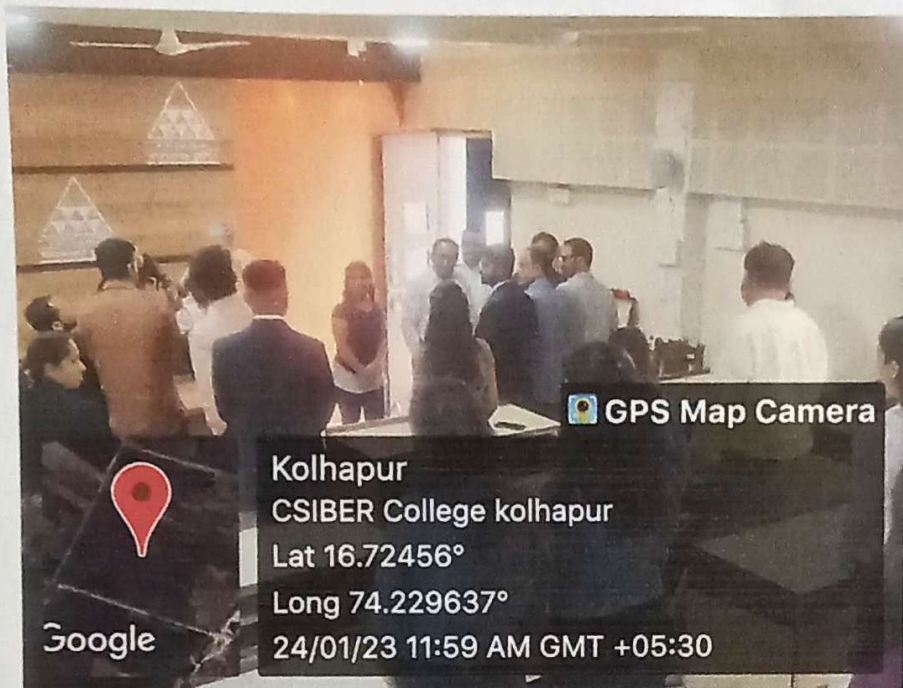 GPS Map Camera
Kolhapur
CSIBER College kolhapur
Lat 16.72456°
Long 74.229637°
24/01/23 11:59 AM GMT +05:30
Google